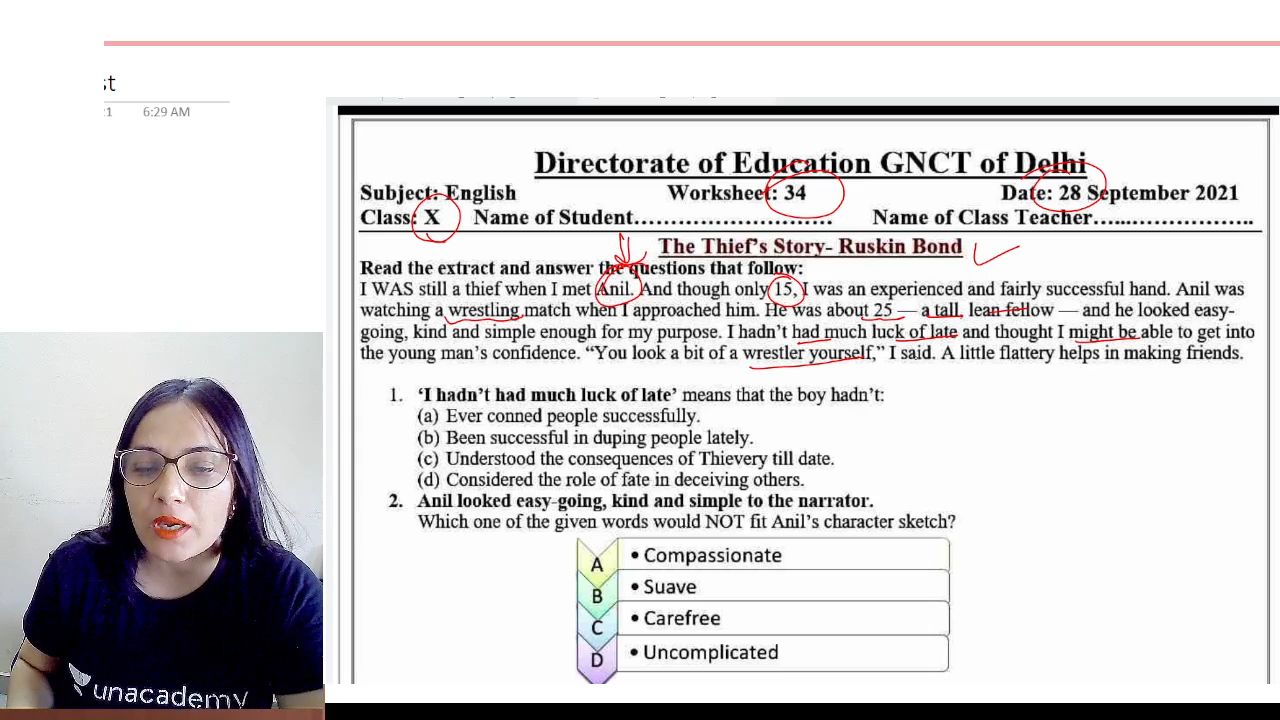 st
21 6:29 AM
Directorate of Education GNCT of Delhi
Subject: English Worksheet: 34 Date: 28 September 2021
Class: X Name of Student........................... Name of Class Teacher......................
The Thief's Story- Ruskin Bond
Read the extract and answer the questions that follow:
I WAS still a thief when I met Anil. And though only 15, I was an experienced and fairly successful hand. Anil was
watching a wrestling match when I approached him. He was about 25 — a tall, lean fellow — and he looked easy-
going, kind and simple enough for my purpose. I hadn't had much luck of late and thought I might be able to get into
the young man's confidence. “You look a bit of a wrestler yourself,” I said. A little flattery helps in making friends.
1. ‘I hadn't had much luck of late’ means that the boy hadn't:
(a) Ever conned people successfully.
(b) Been successful in duping people lately.
(c) Understood the consequences of Thievery till date.
(d) Considered the role of fate in deceiving others.
2. Anil looked easy-going, kind and simple to the narrator.
Which one of the given words would NOT fit Anil's character sketch?
A • Compassionate
B • Suave
C • Carefree
D • Uncomplicated
unacademy